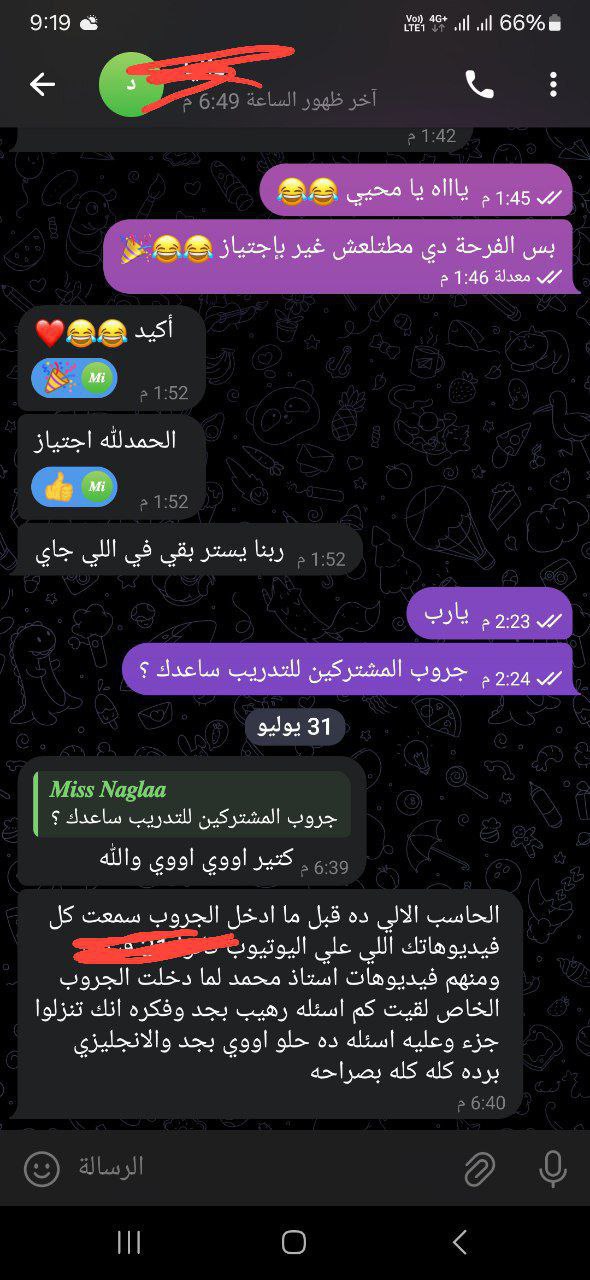 9:19
Vo)) 4G+ LTE1 66%
آخر ظهور الساعة 6:49 م
د
1:42 م
ياااه يا محيي 😂😂 1:45 م
بس الفرحة دي مطتلعش غير بإجتياز 😂😂🎉
معدلة 1:46 م
أكيد 😂😂❤️
Mi 🎉 1:52 م
الحمدلله اجتياز
Mi 👍 1:52 م
ربنا يستر بقي في اللي جاي 1:52 م
يارب 2:23 م
جروب المشتركين للتدريب ساعدك ؟ 2:24 م
31 يوليو
Miss Naglaa
جروب المشتركين للتدريب ساعدك ؟
كتير اووي اووي والله 6:39 م
الحاسب الالي ده قبل ما ادخل الجروب سمعت كل
فيديوهاتك اللي علي اليوتيوب
ومنهم فيديوهات استاذ محمد لما دخلت الجروب
الخاص لقيت كم اسئله رهيب بجد وفكره انك تنزلوا
جزء وعليه اسئله ده حلو اووي بجد والانجليزي
برده كله كله بصراحه
6:40 م
الرسالة